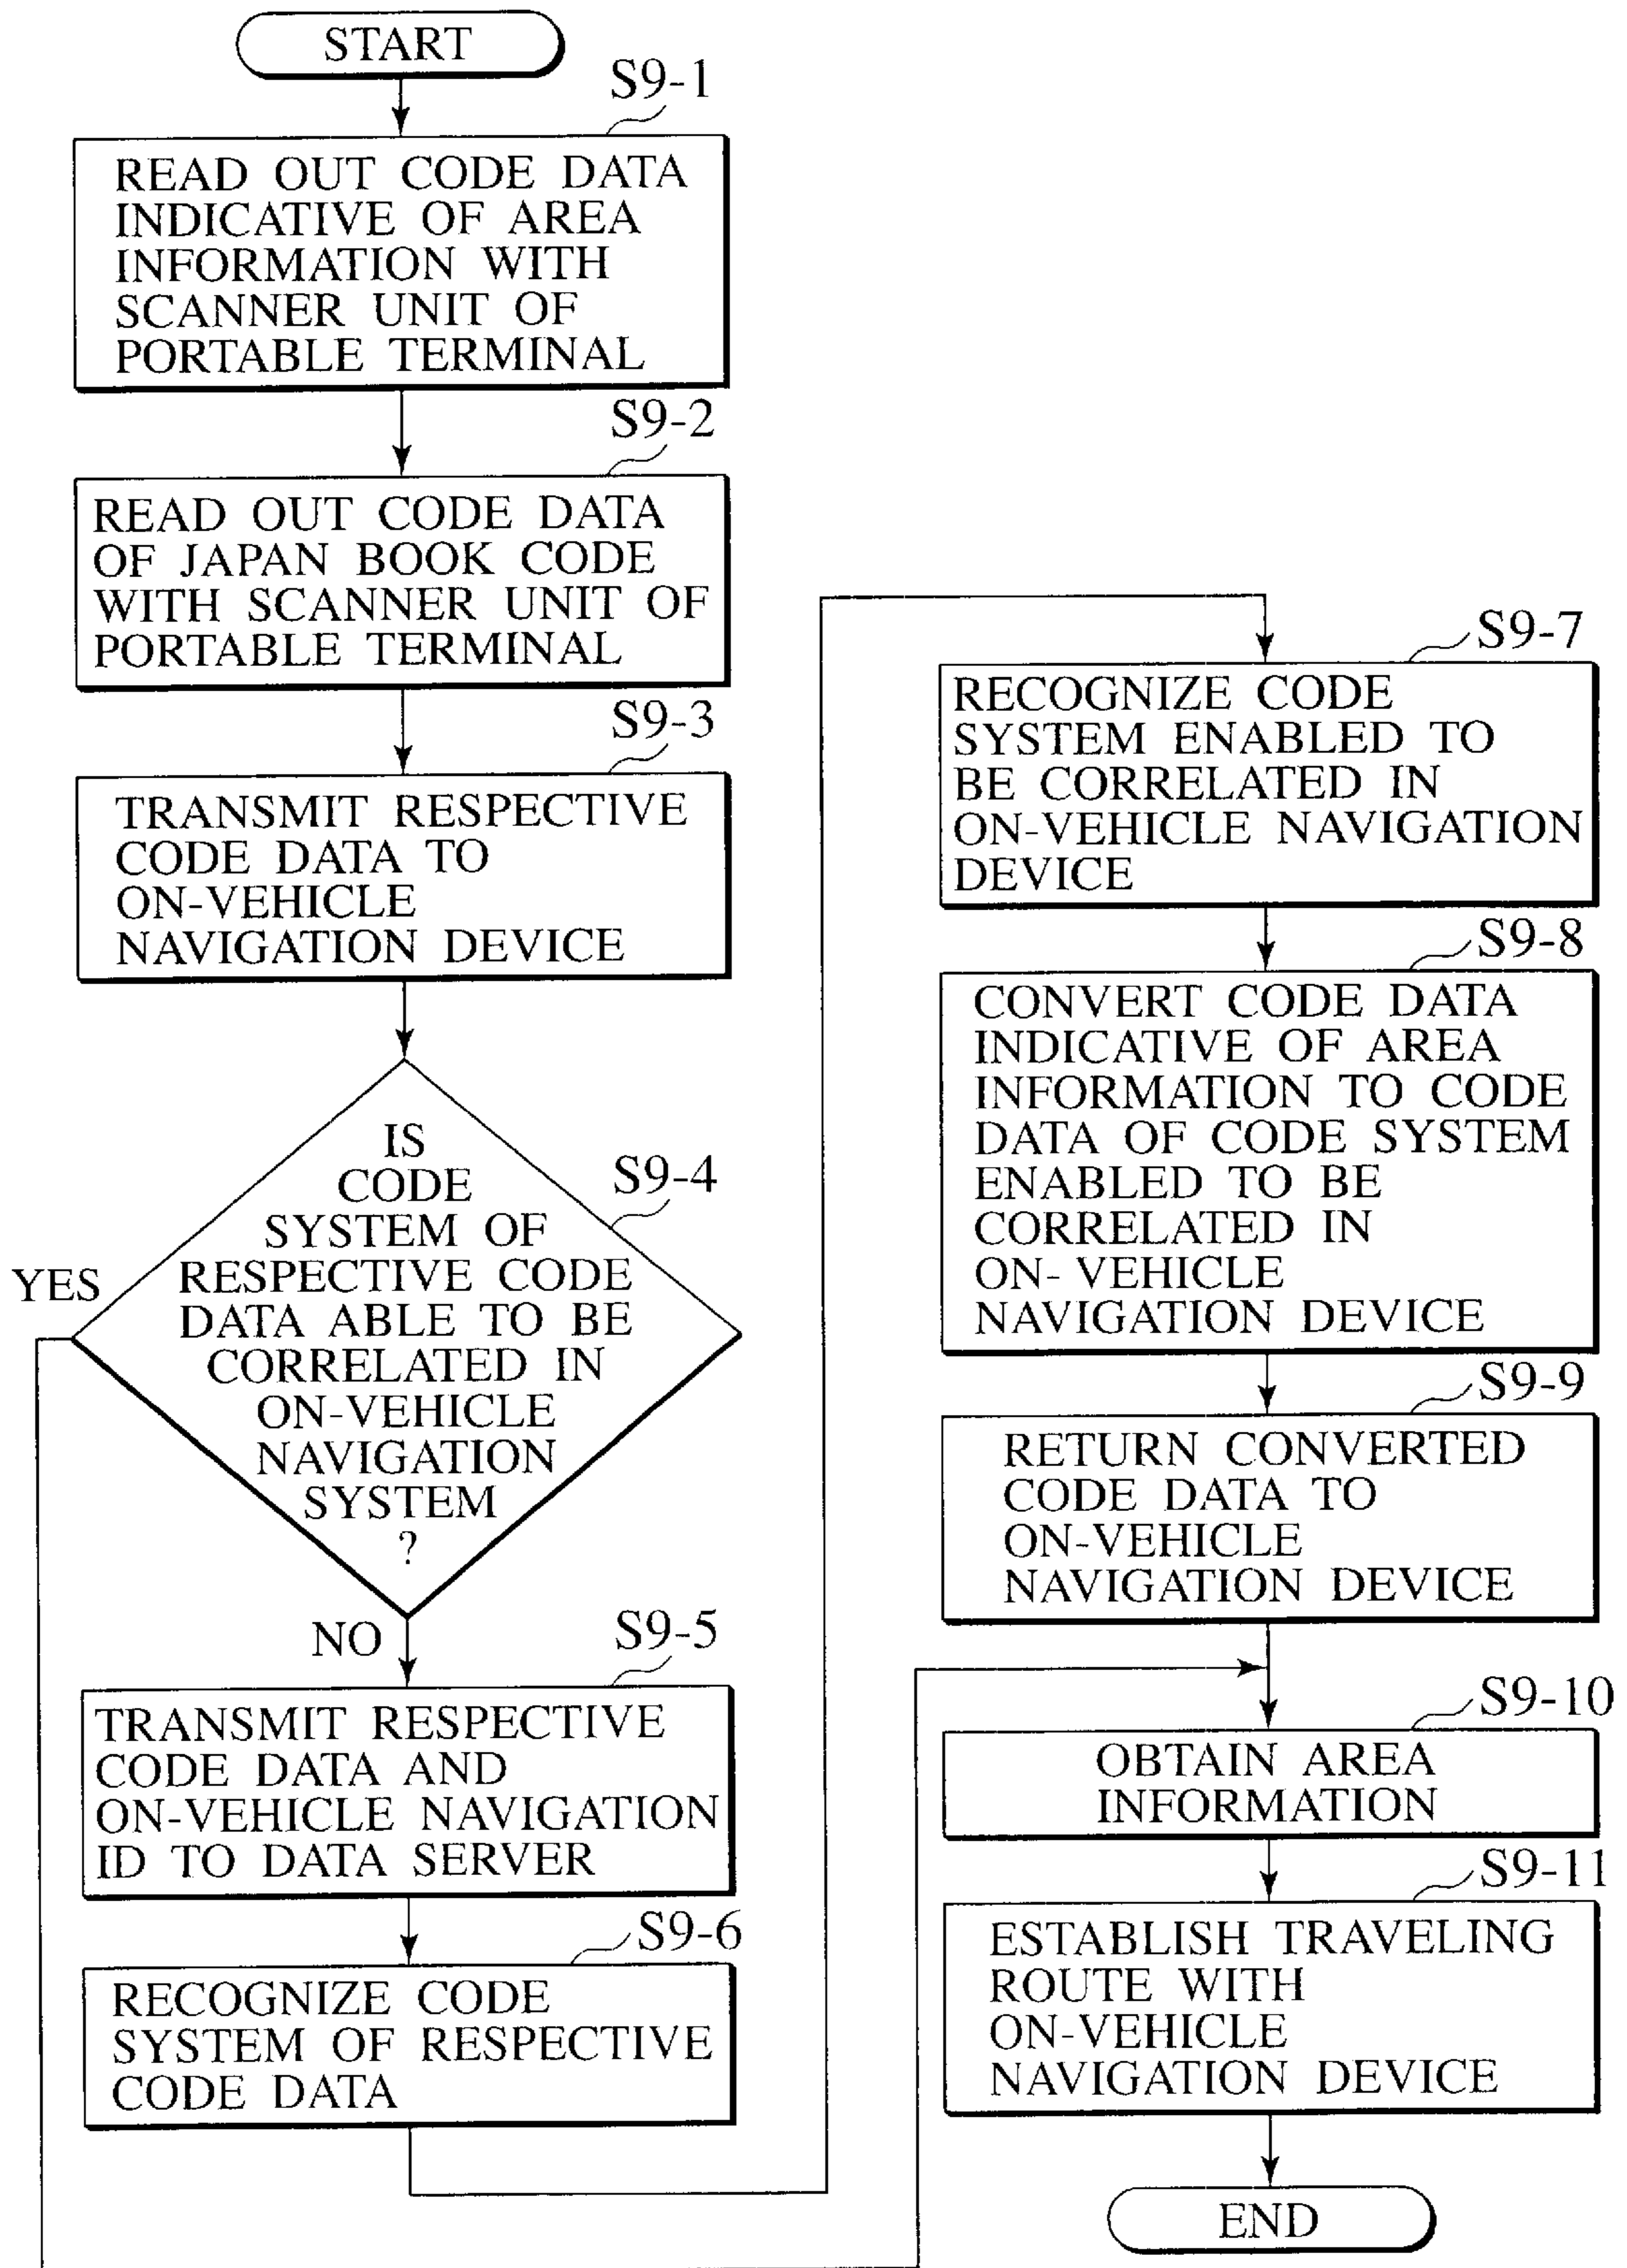 START
S9-1
READ OUT CODE DATA
INDICATIVE OF AREA
INFORMATION WITH
SCANNER UNIT OF
PORTABLE TERMINAL
S9-2
READ OUT CODE DATA
OF JAPAN BOOK CODE
WITH SCANNER UNIT OF
PORTABLE TERMINAL
S9-3
TRANSMIT RESPECTIVE
CODE DATA TO
ON-VEHICLE
NAVIGATION DEVICE
S9-4
IS
CODE
SYSTEM OF
RESPECTIVE CODE
DATA ABLE TO BE
CORRELATED IN
ON-VEHICLE
NAVIGATION
SYSTEM
?
YES
NO
S9-5
TRANSMIT RESPECTIVE
CODE DATA AND
ON-VEHICLE NAVIGATION
ID TO DATA SERVER
S9-6
RECOGNIZE CODE
SYSTEM OF RESPECTIVE
CODE DATA
S9-7
RECOGNIZE CODE
SYSTEM ENABLED TO
BE CORRELATED IN
ON-VEHICLE NAVIGATION
DEVICE
S9-8
CONVERT CODE DATA
INDICATIVE OF AREA
INFORMATION TO CODE
DATA OF CODE SYSTEM
ENABLED TO BE
CORRELATED IN
ON- VEHICLE
NAVIGATION DEVICE
S9-9
RETURN CONVERTED
CODE DATA TO
ON-VEHICLE
NAVIGATION DEVICE
S9-10
OBTAIN AREA
INFORMATION
S9-11
ESTABLISH TRAVELING
ROUTE WITH
ON-VEHICLE
NAVIGATION DEVICE
END